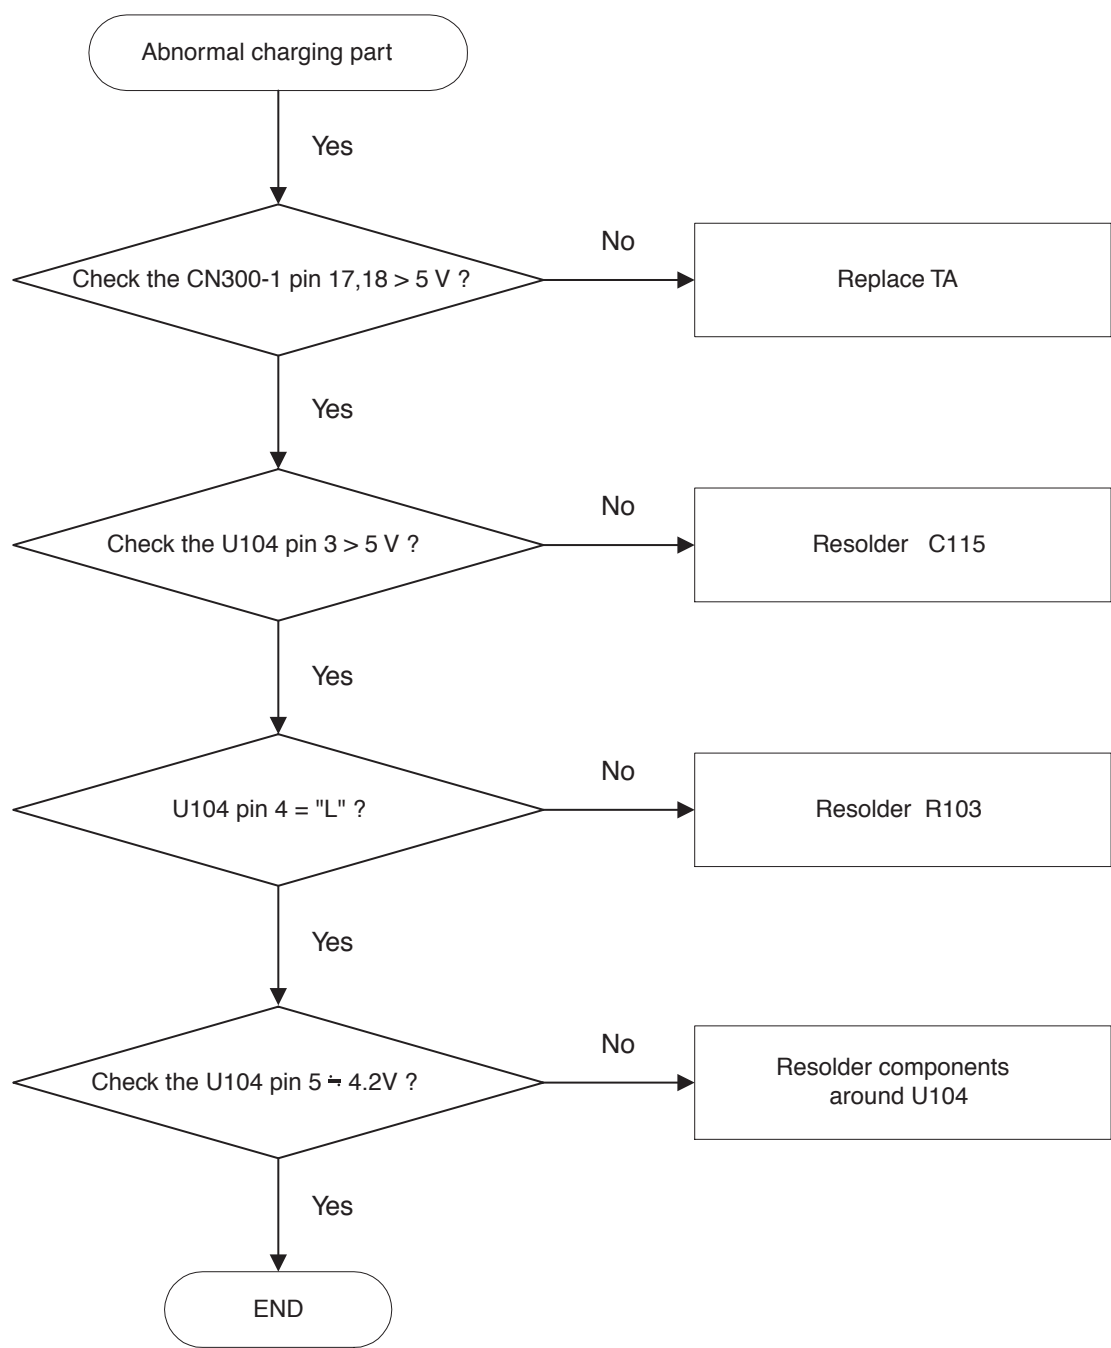 Abnormal charging part
Yes
Check the CN300-1 pin 17,18 > 5 V ?
No
Replace TA
Yes
Check the U104 pin 3 > 5 V ?
No
Resolder C115
Yes
U104 pin 4 = "L" ?
No
Resolder R103
Yes
Check the U104 pin 5 ≒ 4.2V ?
No
Resolder components
around U104
Yes
END